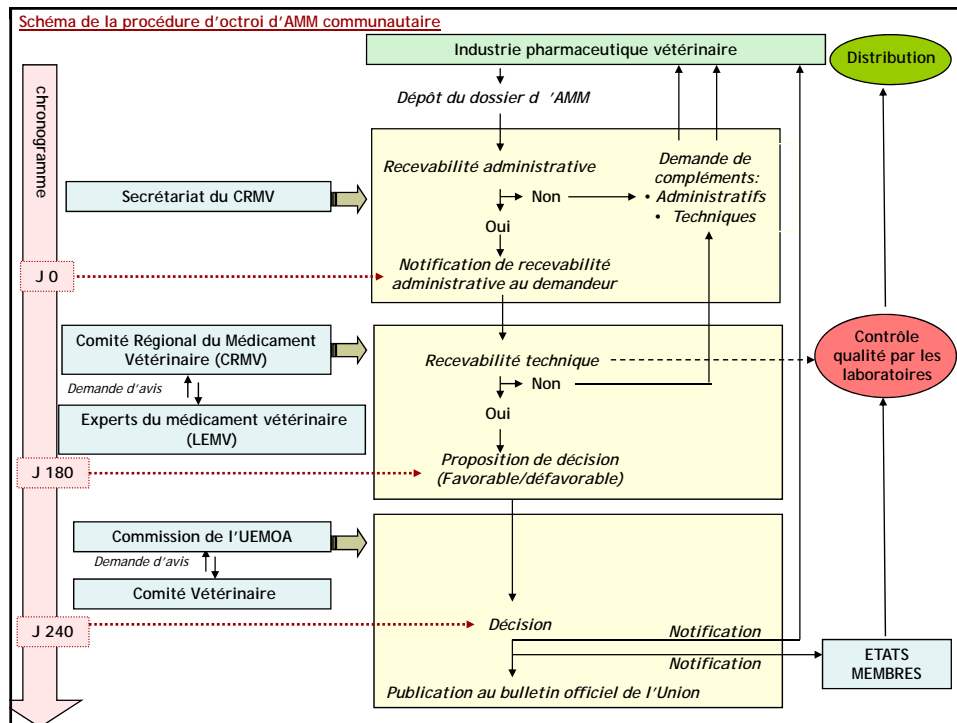 Schéma de la procédure d'octroi d'AMM communautaire
Industrie pharmaceutique vétérinaire
Distribution
chronogramme
Dépôt du dossier d 'AMM
Recevabilité administrative
Demande de
compléments:
• Administratifs
• Techniques
Secrétariat du CRMV
Non
Oui
Notification de recevabilité
administrative au demandeur
J 0
Comité Régional du Médicament
Vétérinaire (CRMV)
Recevabilité technique
Contrôle
qualité par les
laboratoires
Demande d'avis
Non
Oui
Experts du médicament vétérinaire
(LEMV)
Proposition de décision
(Favorable/défavorable)
J 180
Commission de l'UEMOA
Demande d'avis
Comité Vétérinaire
J 240
Décision
Notification
Notification
ETATS
MEMBRES
Publication au bulletin officiel de l'Union